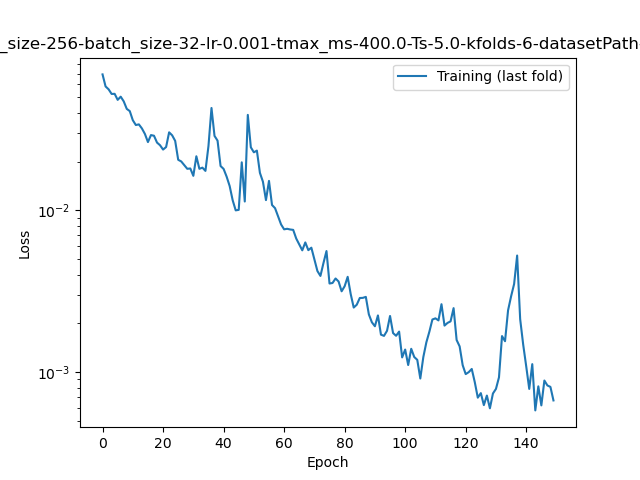 _size-256-batch_size-32-lr-0.001-tmax_ms-400.0-Ts-5.0-kfolds-6-datasetPath-
Training (last fold)
10⁻²
10⁻³
Loss
0 20 40 60 80 100 120 140
Epoch